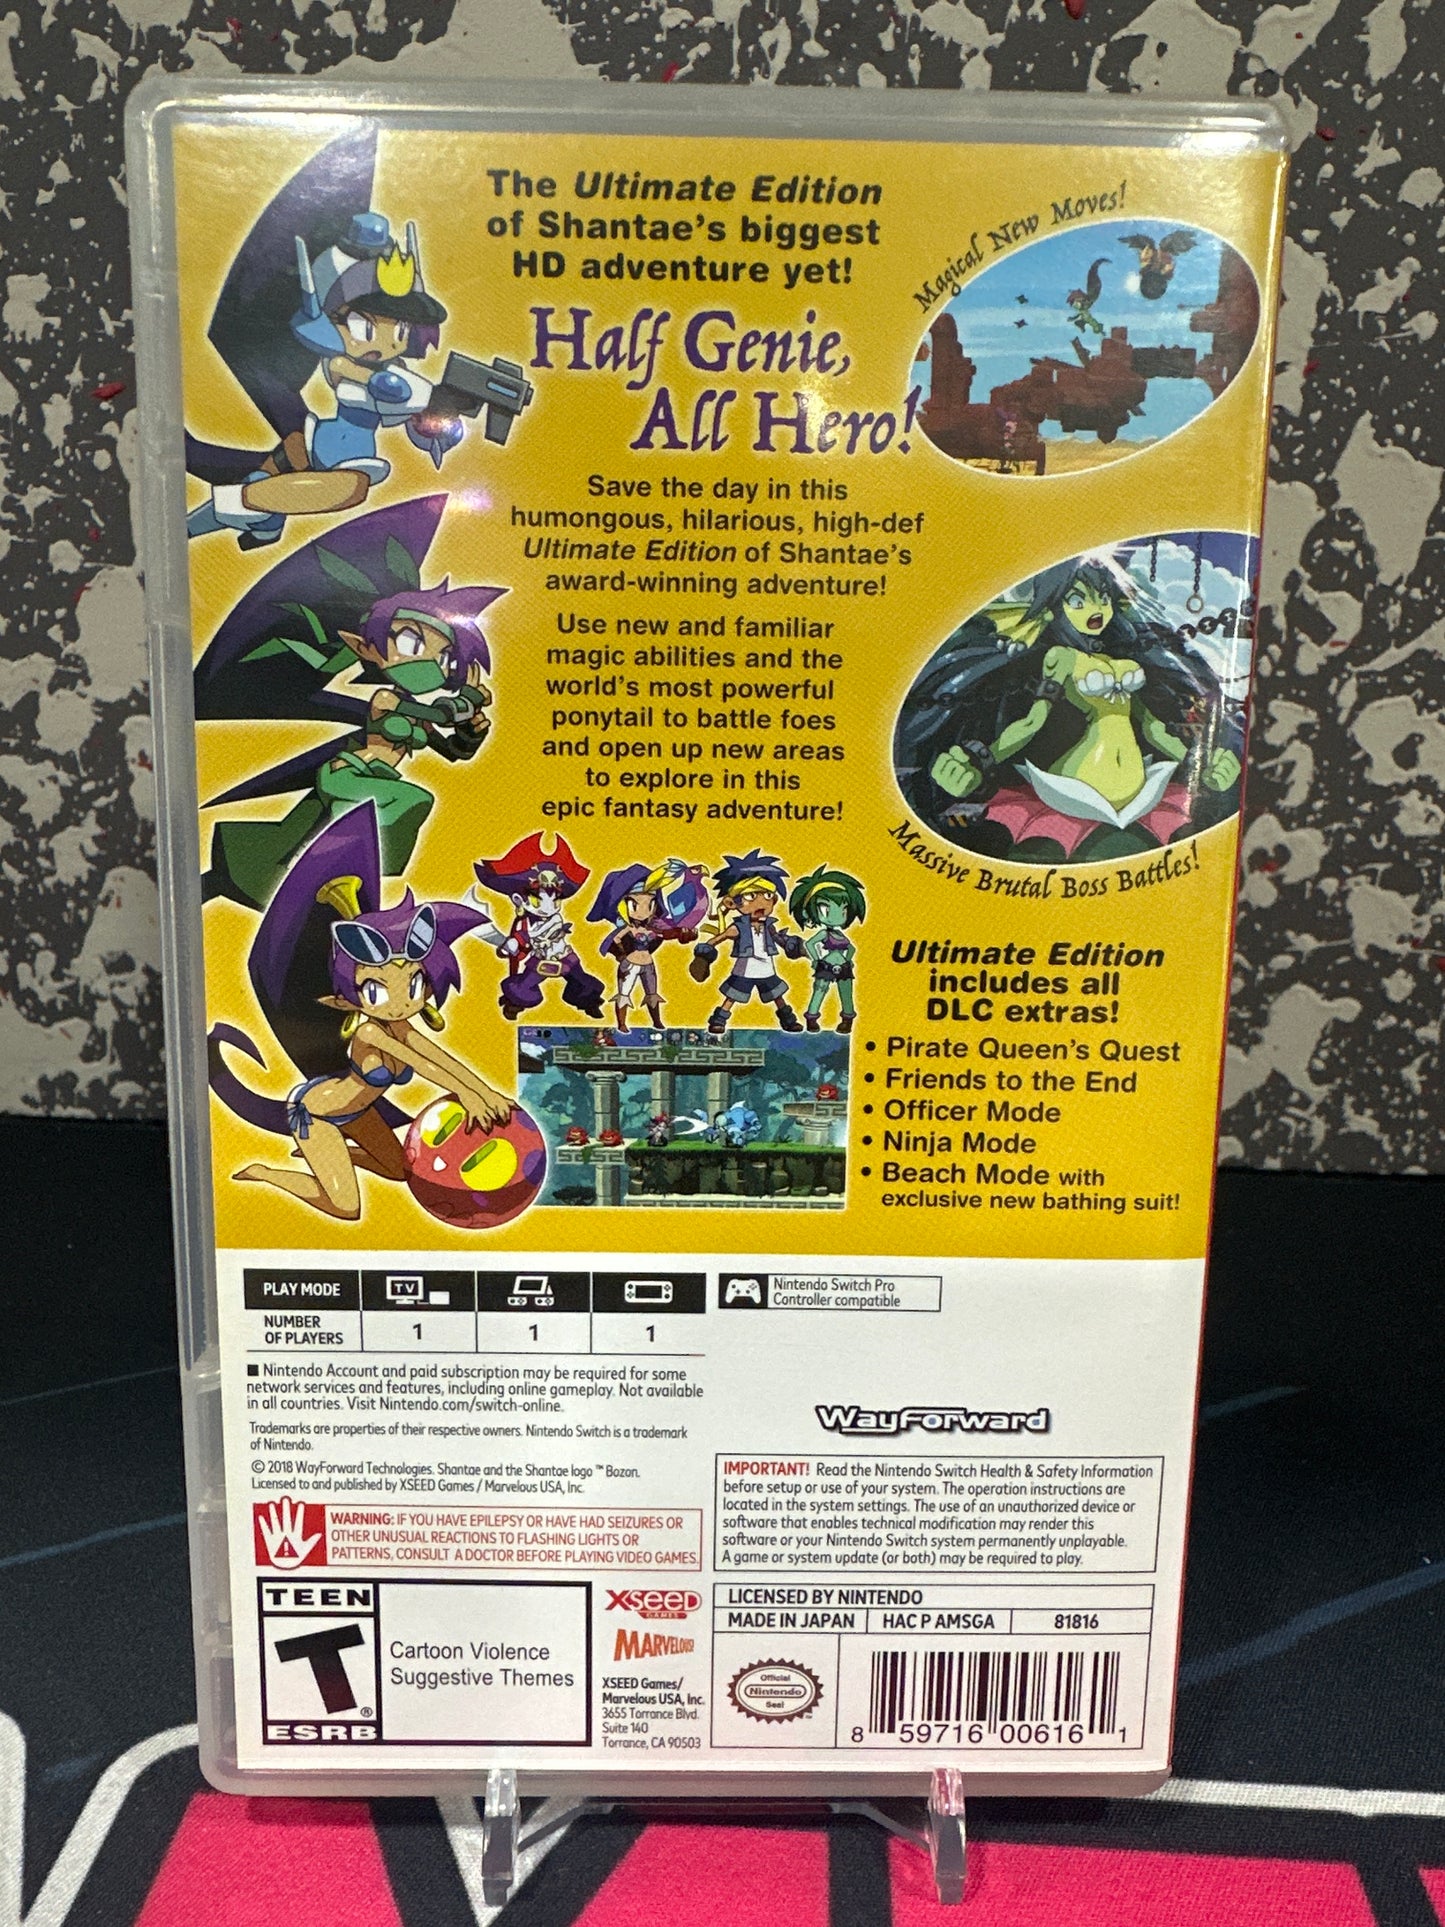 The Ultimate Edition
of Shantae's biggest
HD adventure yet!
Half Genie,
All Hero!
Magical New Moves!
Save the day in this
humongous, hilarious, high-def
Ultimate Edition of Shantae's
award-winning adventure!
Use new and familiar
magic abilities and the
world's most powerful
ponytail to battle foes
and open up new areas
to explore in this
epic fantasy adventure!
Massive Brutal Boss Battles!
Ultimate Edition
includes all
DLC extras!
• Pirate Queen's Quest
• Friends to the End
• Officer Mode
• Ninja Mode
• Beach Mode with
exclusive new bathing suit!
PLAY MODE
TV
NUMBER
OF PLAYERS
1
1
1
Nintendo Switch Pro
Controller compatible
■ Nintendo Account and paid subscription may be required for some
network services and features, including online gameplay. Not available
in all countries. Visit Nintendo.com/switch-online.
Trademarks are properties of their respective owners. Nintendo Switch is a trademark
of Nintendo.
© 2018 WayForward Technologies. Shantae and the Shantae logo ™ Bozon.
Licensed to and published by XSEED Games / Marvelous USA, Inc.
WARNING: IF YOU HAVE EPILEPSY OR HAVE HAD SEIZURES OR
OTHER UNUSUAL REACTIONS TO FLASHING LIGHTS OR
PATTERNS, CONSULT A DOCTOR BEFORE PLAYING VIDEO GAMES.
WayForward
IMPORTANT! Read the Nintendo Switch Health & Safety Information
before setup or use of your system. The operation instructions are
located in the system settings. The use of an unauthorized device or
software that enables technical modification may render this
software or your Nintendo Switch system permanently unplayable.
A game or system update (or both) may be required to play.
TEEN
T
®
ESRB
Cartoon Violence
Suggestive Themes
XSEED
GAMES
MARVELOUS!
XSEED Games/
Marvelous USA, Inc.
3655 Torrance Blvd.
Suite 140
Torrance, CA 90503
LICENSED BY NINTENDO
MADE IN JAPAN
HAC P AMSGA
81816
Official
Nintendo
Seal
8 59716 00616 1